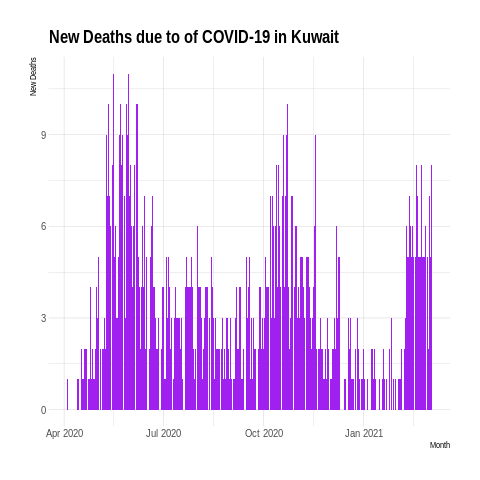 New Deaths due to of COVID-19 in Kuwait
New Deaths
9
6
3
0
Apr 2020
Jul 2020
Oct 2020
Jan 2021
Month